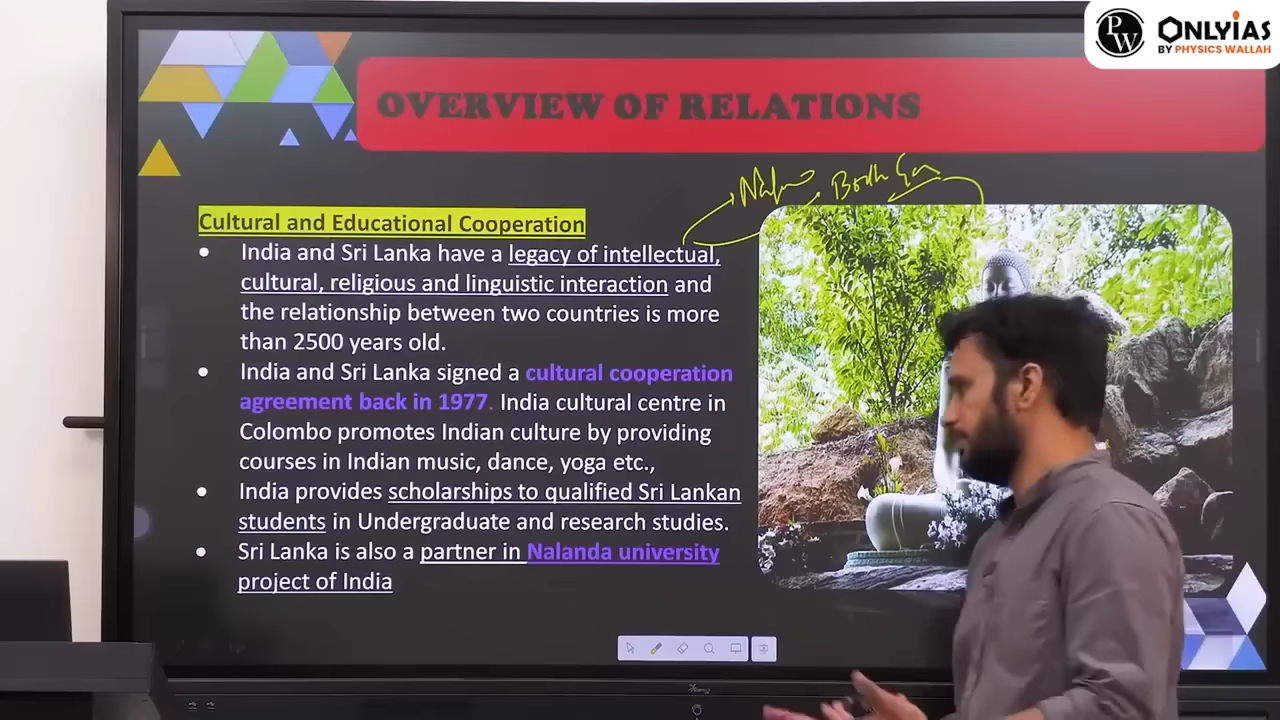 PW
ONLYIAS
BY PHYSICS WALLAH
OVERVIEW OF RELATIONS
Bodh Gaya
Cultural and Educational Cooperation
• India and Sri Lanka have a legacy of intellectual,
cultural, religious and linguistic interaction and
the relationship between two countries is more
than 2500 years old.
• India and Sri Lanka signed a cultural cooperation
agreement back in 1977. India cultural centre in
Colombo promotes Indian culture by providing
courses in Indian music, dance, yoga etc.,
• India provides scholarships to qualified Sri Lankan
students in Undergraduate and research studies.
• Sri Lanka is also a partner in Nalanda university
project of India